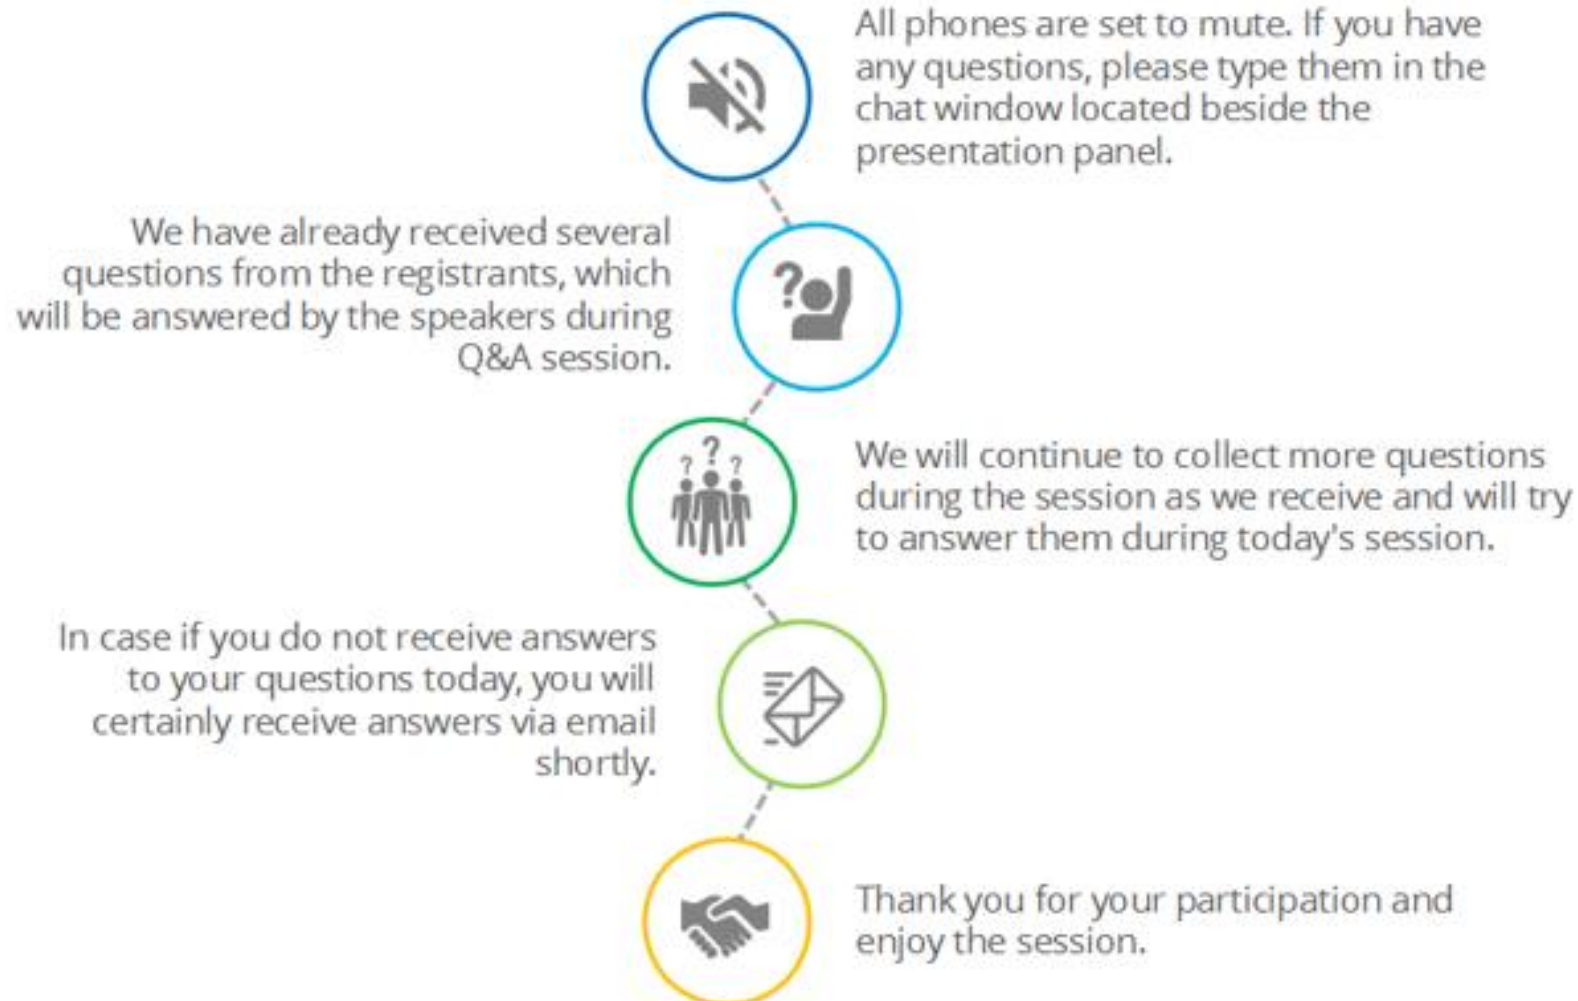 All phones are set to mute. If you have
any questions, please type them in the
chat window located beside the
presentation panel.
We have already received several
questions from the registrants, which
will be answered by the speakers during
Q&A session.
? 
? ? ?
We will continue to collect more questions
during the session as we receive and will try
to answer them during today's session.
In case if you do not receive answers
to your questions today, you will
certainly receive answers via email
shortly.
Thank you for your participation and
enjoy the session.